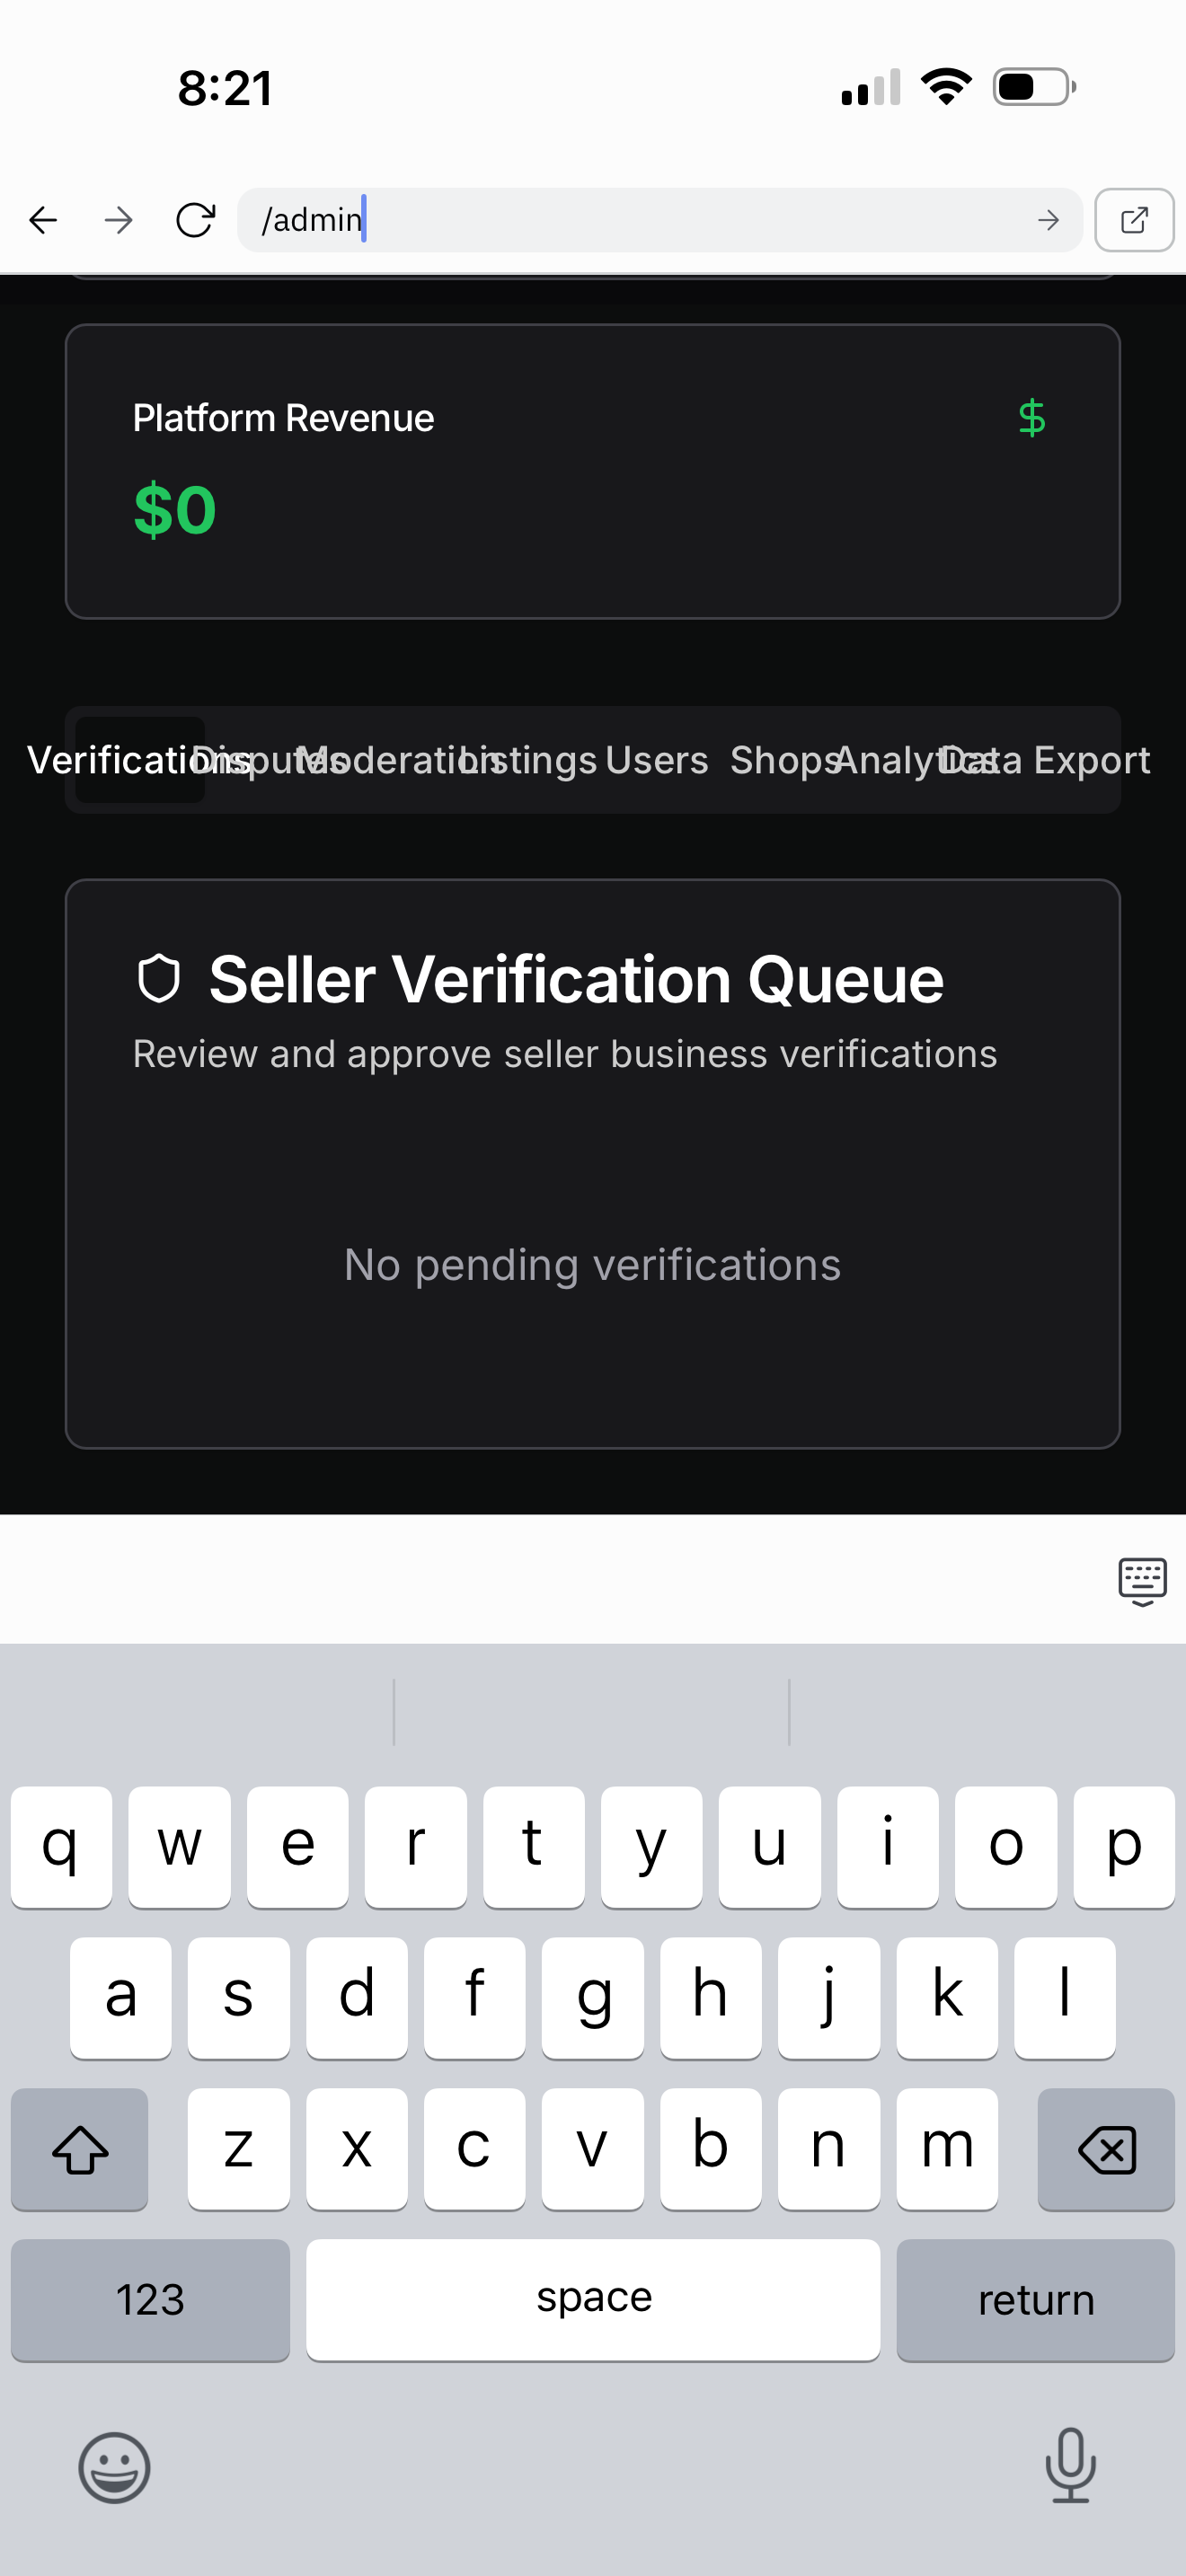 8:21
/admin
Platform Revenue
$0
Verifications Disputes Moderation Listings Users Shops Analytics Data Export
Seller Verification Queue
Review and approve seller business verifications
No pending verifications
q w e r t y u i o p
a s d f g h j k l
z x c v b n m
123 space return